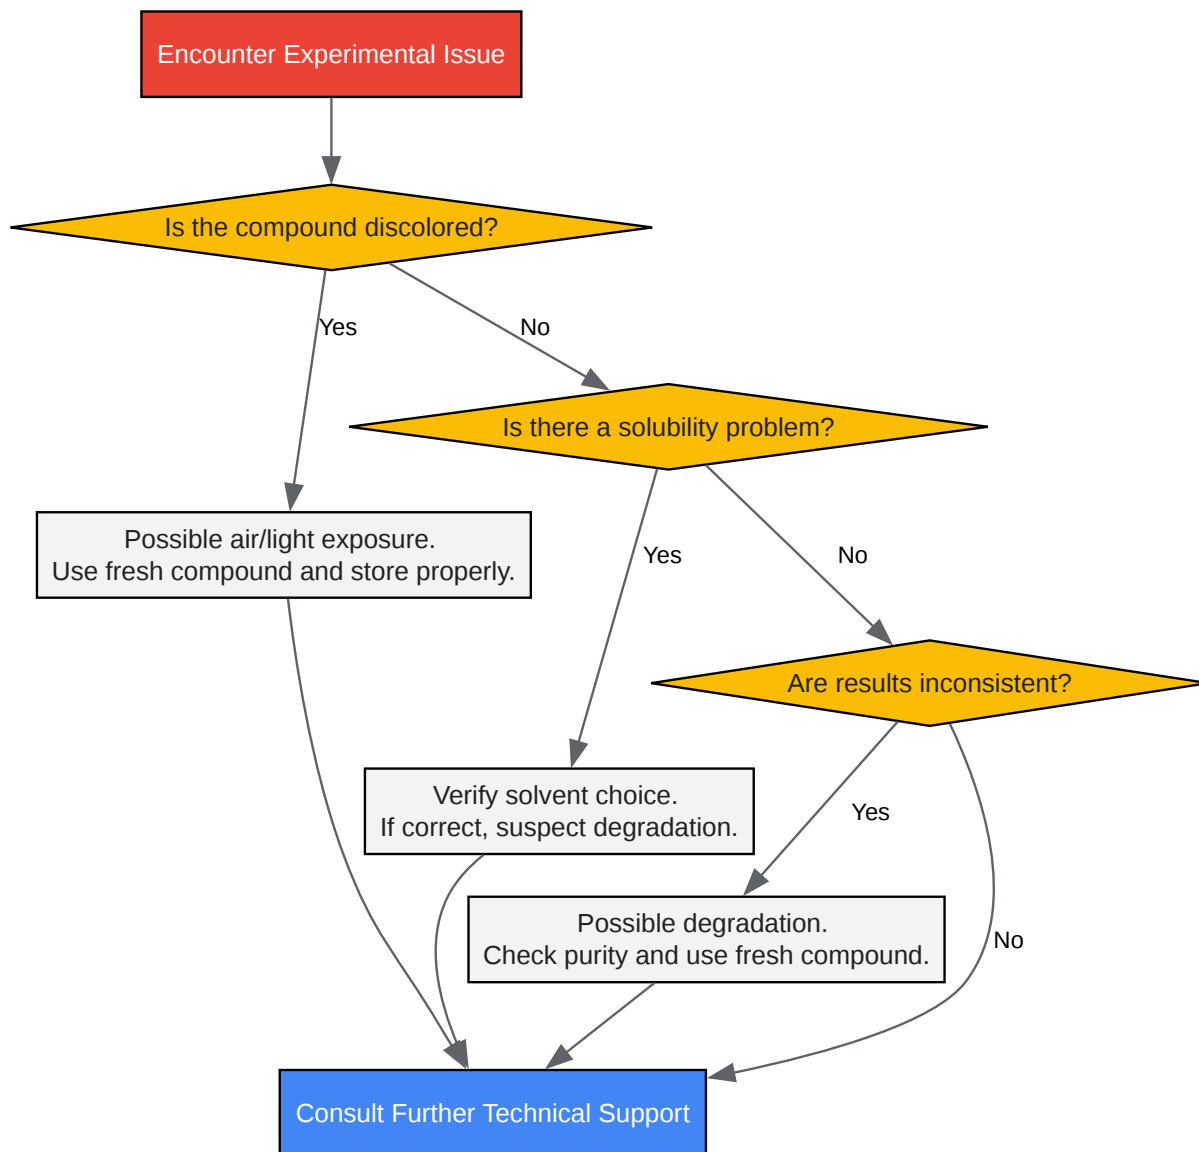 Encounter Experimental Issue
Is the compound discolored?
Yes
No
Is there a solubility problem?
Possible air/light exposure.
Use fresh compound and store properly.
Yes
No
Are results inconsistent?
Verify solvent choice.
If correct, suspect degradation.
Yes
Possible degradation.
Check purity and use fresh compound.
No
Consult Further Technical Support